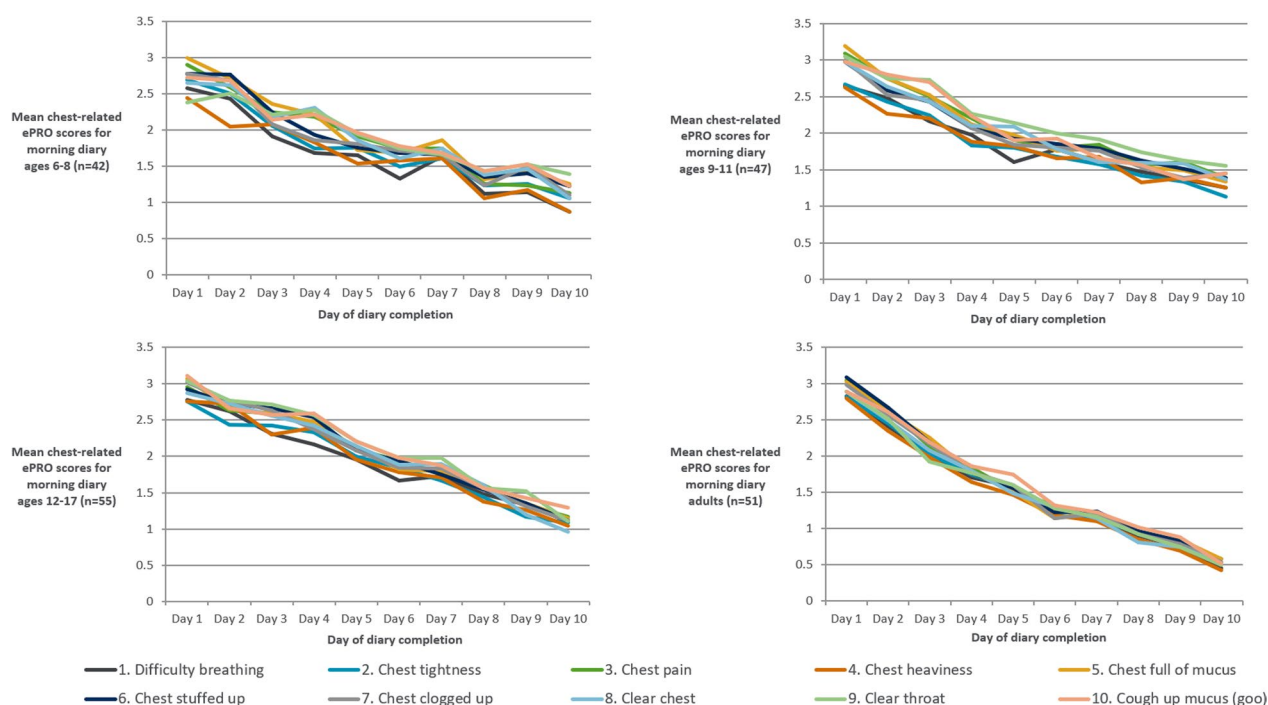 3.5
3
2.5
2
1.5
1
0.5
0
Mean chest-related
ePRO scores for
morning diary
ages 6-8 (n=42)
Day 1 Day 2 Day 3 Day 4 Day 5 Day 6 Day 7 Day 8 Day 9 Day 10
Day of diary completion
3.5
3
2.5
2
1.5
1
0.5
0
Mean chest-related
ePRO scores for
morning diary
ages 9-11 (n=47)
Day 1 Day 2 Day 3 Day 4 Day 5 Day 6 Day 7 Day 8 Day 9 Day 10
Day of diary completion
3.5
3
2.5
2
1.5
1
0.5
0
Mean chest-related
ePRO scores for
morning diary
ages 12-17 (n=55)
Day 1 Day 2 Day 3 Day 4 Day 5 Day 6 Day 7 Day 8 Day 9 Day 10
Day of diary completion
3.5
3
2.5
2
1.5
1
0.5
0
Mean chest-related
ePRO scores for
morning diary
adults (n=51)
Day 1 Day 2 Day 3 Day 4 Day 5 Day 6 Day 7 Day 8 Day 9 Day 10
Day of diary completion
1. Difficulty breathing 2. Chest tightness 3. Chest pain 4. Chest heaviness 5. Chest full of mucus
6. Chest stuffed up 7. Chest clogged up 8. Clear chest 9. Clear throat 10. Cough up mucus (goo)